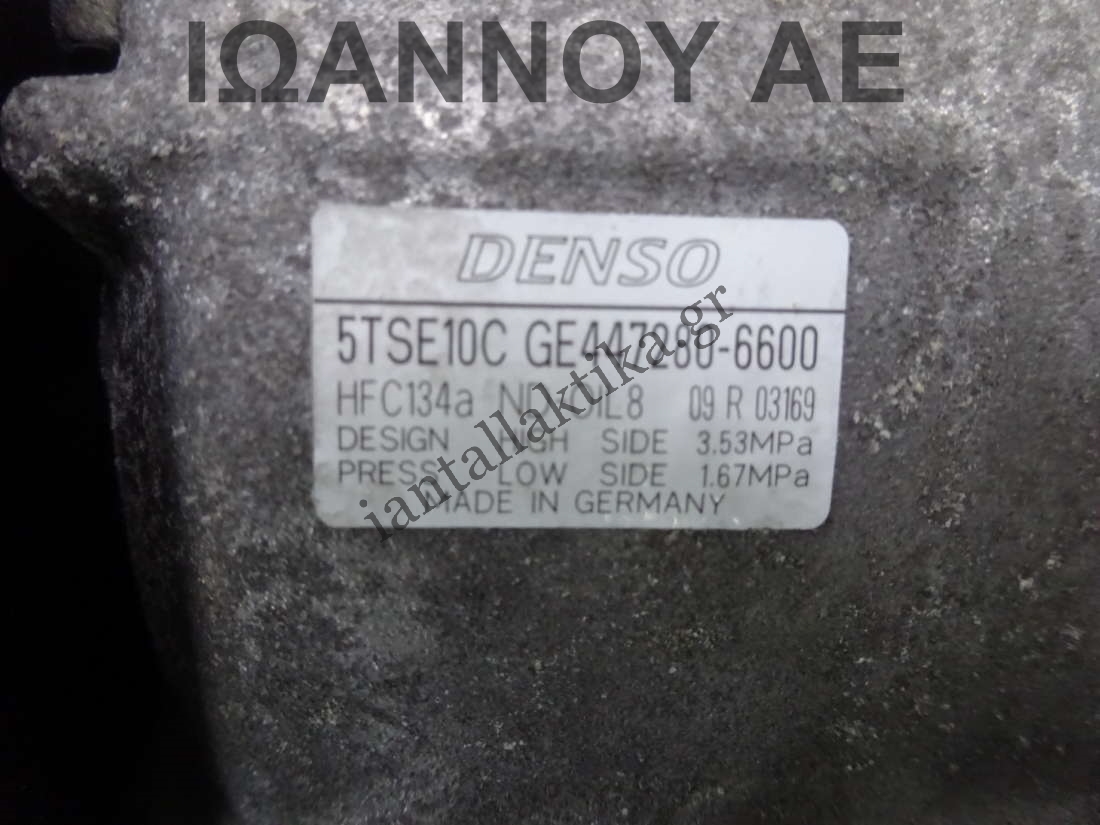 ΙΩΑΝΝΟΥ ΑΕ
DENSO
5TSE10C GE447280-6600
HFC134a ND-OIL8 09 R 03169
DESIGN HIGH SIDE 3.53MPa
PRESS LOW SIDE 1.67MPa
MADE IN GERMANY
iantallaktika.gr